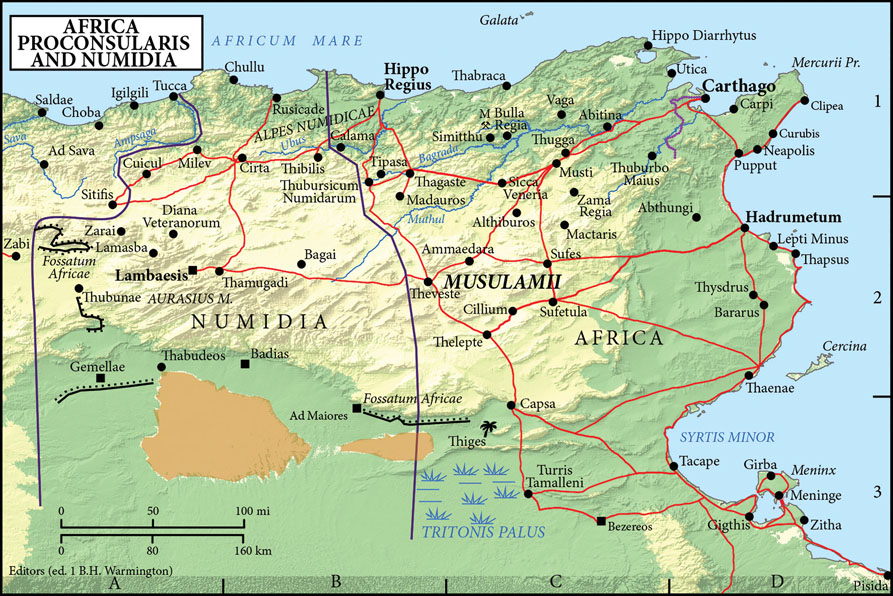 AFRICA
PROCONSULARIS
AND NUMIDIA
AFRICUM MARE
Galata
Hippo Diarrhytus
Mercurii Pr.
Chullu
Hippo
Regius
Thabraca
Utica
Carthago
Tucca
Igilgili
Saldae
Choba
Rusicade
ALPES NUMIDICAE
M Bulla
Regia
Vaga
Abitina
Carpi
Clipea
1
Sava
Ampsaga
Ubus
Calama
Simitthu
Thugga
Curubis
Neapolis
Ad Sava
Cuicul
Milev
Cirta
Thibilis
Tipasa
Bagrada
Musti
Thuburbo
Maius
Pupput
Sitifis
Thubursicum
Numidarum
Thagaste
Madauros
Sicca
Veneria
Zama
Regia
Muthul
Althiburos
Abthungi
Hadrumetum
Diana
Veteranorum
Zarai
Lamasba
Mactaris
Lepti Minus
Thapsus
Zabi
Fossatum
Africae
Bagai
Ammaedara
Sufes
Lambaesis
Thamugadi
AURASIUS M.
Theveste
MUSULAMII
Thubunae
Cillium
Sufetula
Thysdrus
Bararus
2
NUMIDIA
Thelepte
AFRICA
Cercina
Gemellae
Thabudeos
Badias
Thaenae
Ad Maiores
Fossatum Africae
Capsa
Thiges
SYRTIS MINOR
Turris
Tamalleni
Tacape
Girba
Meninx
Meninge
3
0 50 100 mi
0 80 160 km
TRITONIS PALUS
Bezereos
Gigthis
Zitha
Editors (ed. 1 B.H. Warmington)
A B C D
Pisida